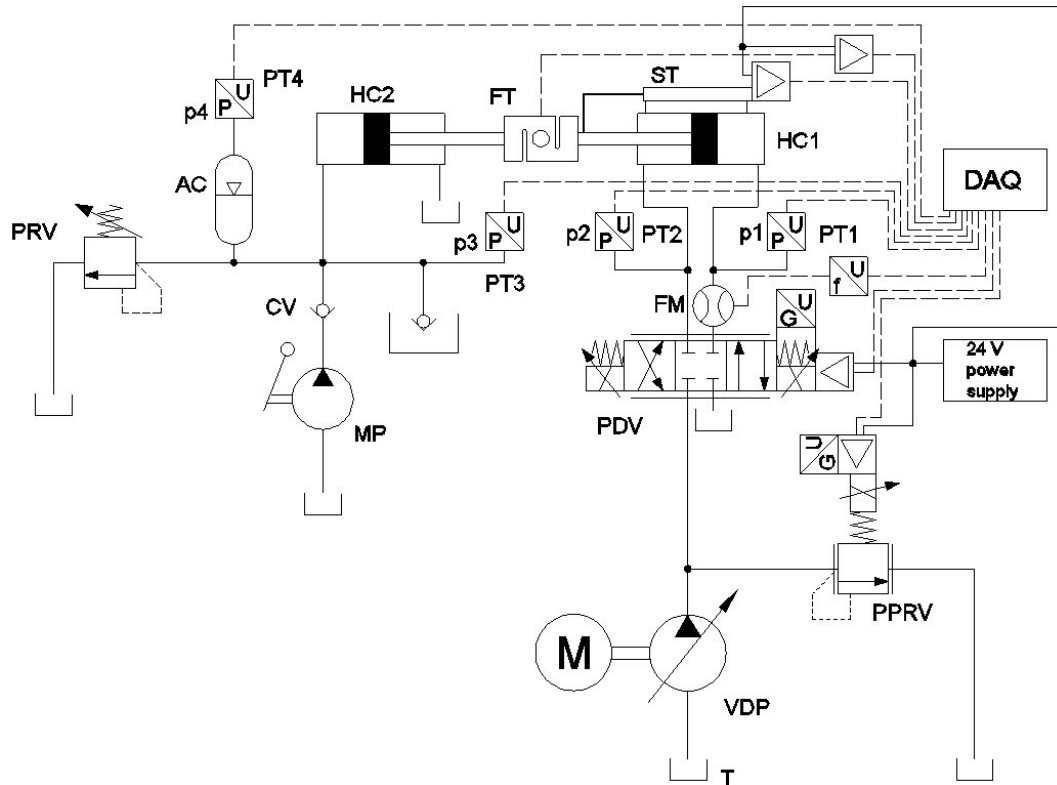 PT4
P U
p4
HC2
FT
ST
HC1
AC
DAQ
PRV
p3
P U
PT3
p2
P U
PT2
p1
P U
PT1
CV
FM
f U
G U
24 V
power
supply
MP
PDV
G U
PPRV
M
VDP
T